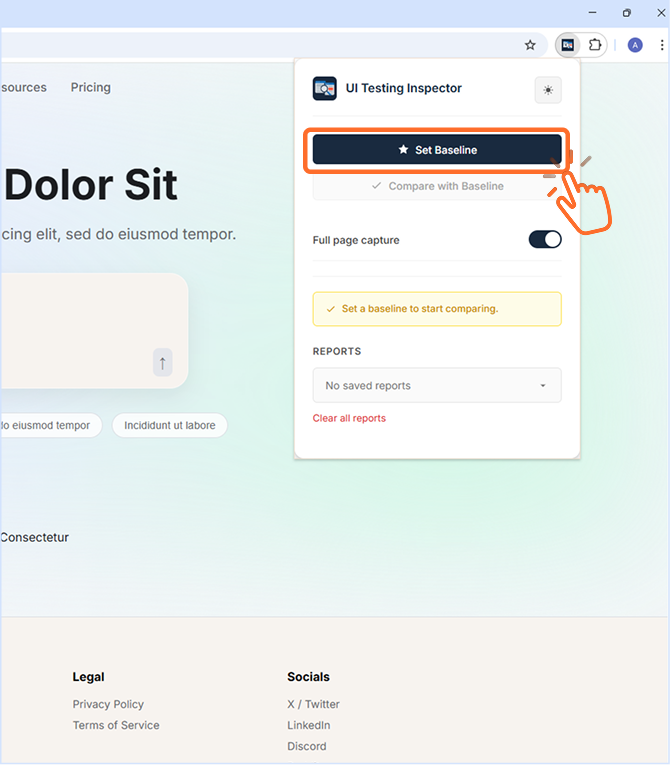 A
sources Pricing
UI Testing Inspector
Set Baseline
Compare with Baseline
Full page capture
Set a baseline to start comparing.
REPORTS
No saved reports
Clear all reports
Dolor Sit
cing elit, sed do eiusmod tempor.
↑
do eiusmod tempor Incididunt ut labore
Consectetur
Legal
Privacy Policy
Terms of Service
Socials
X / Twitter
LinkedIn
Discord